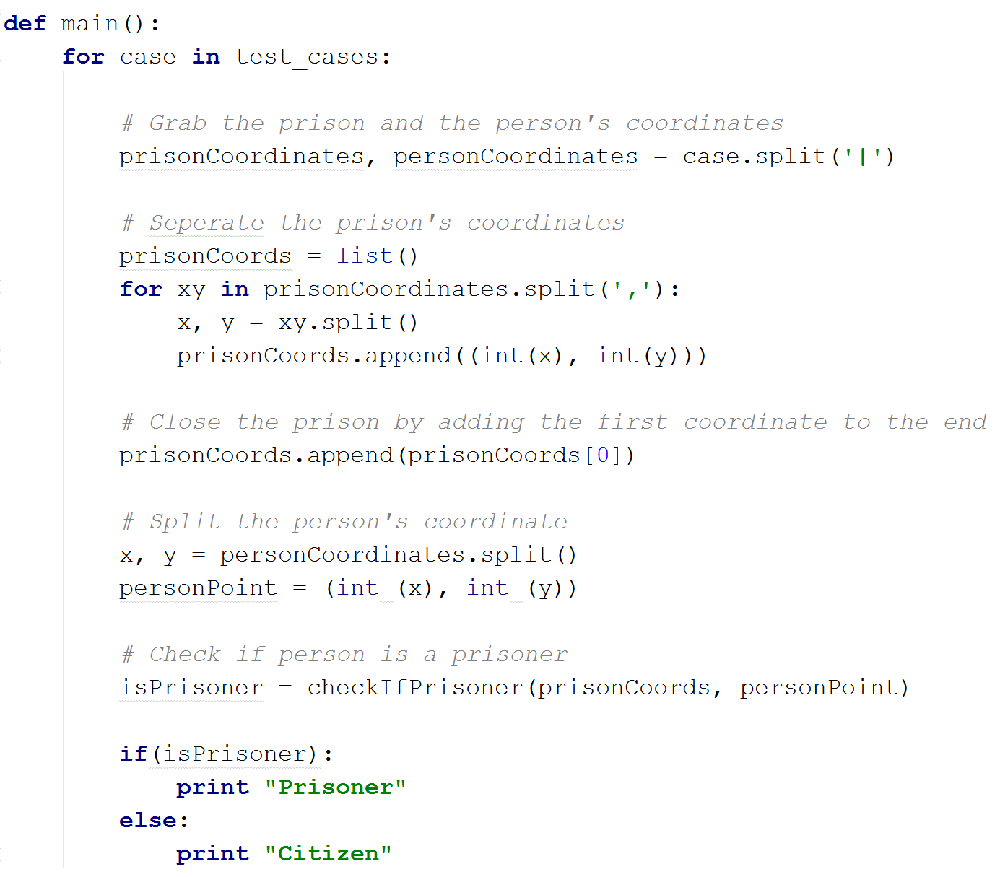 def main():
    for case in test_cases:

        # Grab the prison and the person's coordinates
        prisonCoordinates, personCoordinates = case.split('|')

        # Seperate the prison's coordinates
        prisonCoords = list()
        for xy in prisonCoordinates.split(','):
            x, y = xy.split()
            prisonCoords.append((int(x), int(y)))

        # Close the prison by adding the first coordinate to the end
        prisonCoords.append(prisonCoords[0])

        # Split the person's coordinate
        x, y = personCoordinates.split()
        personPoint = (int (x), int (y))

        # Check if person is a prisoner
        isPrisoner = checkIfPrisoner(prisonCoords, personPoint)

        if(isPrisoner):
            print "Prisoner"
        else:
            print "Citizen"